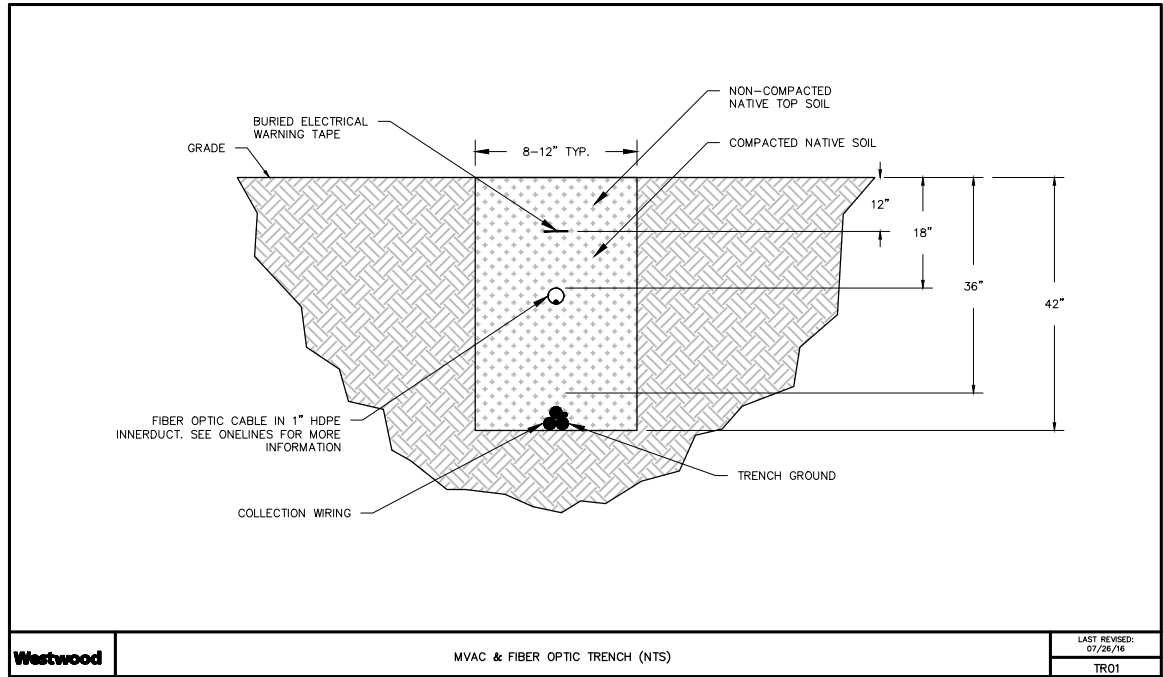 NON-COMPACTED
NATIVE TOP SOIL
BURIED ELECTRICAL
WARNING TAPE
GRADE
8-12" TYP.
COMPACTED NATIVE SOIL
12"
18"
36"
42"
FIBER OPTIC CABLE IN 1" HDPE
INNERDUCT. SEE ONELINES FOR MORE
INFORMATION
TRENCH GROUND
COLLECTION WIRING
Westwood
MVAC & FIBER OPTIC TRENCH (NTS)
LAST REVISED:
07/26/16
TR01